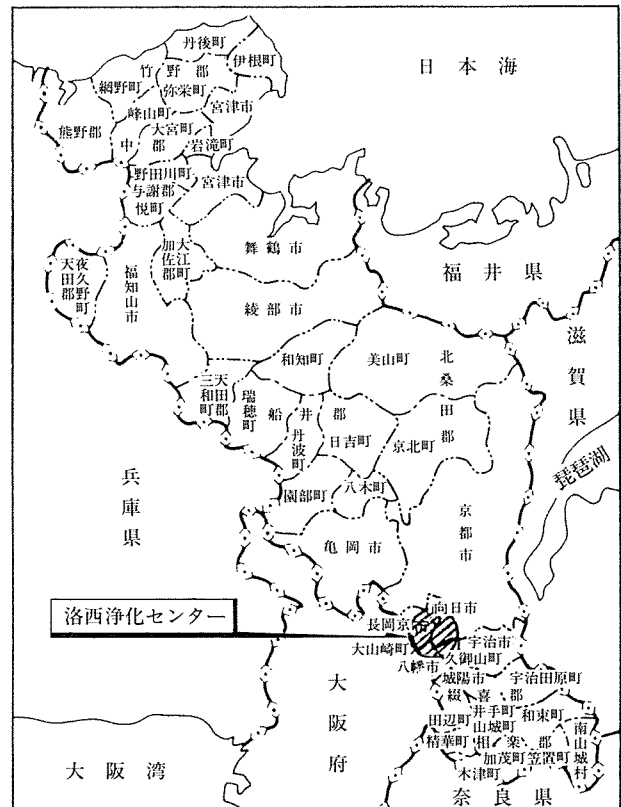 丹後町
伊根町
日本海
竹野郡
網野町
弥栄町
宮津市
峰山町
熊野郡
大宮町
中郡
岩滝町
野田川町
宮津市
与謝郡
悦町
大江町
加佐郡
舞鶴市
福井県
夜久野町
天田郡
福知山市
綾部市
滋賀県
和知町
美山町
北桑田郡
天田郡
三和町
瑞穂町
船井郡
丹波町
日吉町
京北町
琵琶湖
兵庫県
園部町
八木町
京都市
亀岡市
洛西浄化センター
向日市
長岡京市
大山崎町
宇治市
久御山町
八幡市
城陽市
宇治田原町
綴喜郡
大阪府
井手町
和束町
田辺町
山城町
南山城村
精華町
相楽郡
加茂町
笠置町
大阪湾
木津町
奈良県